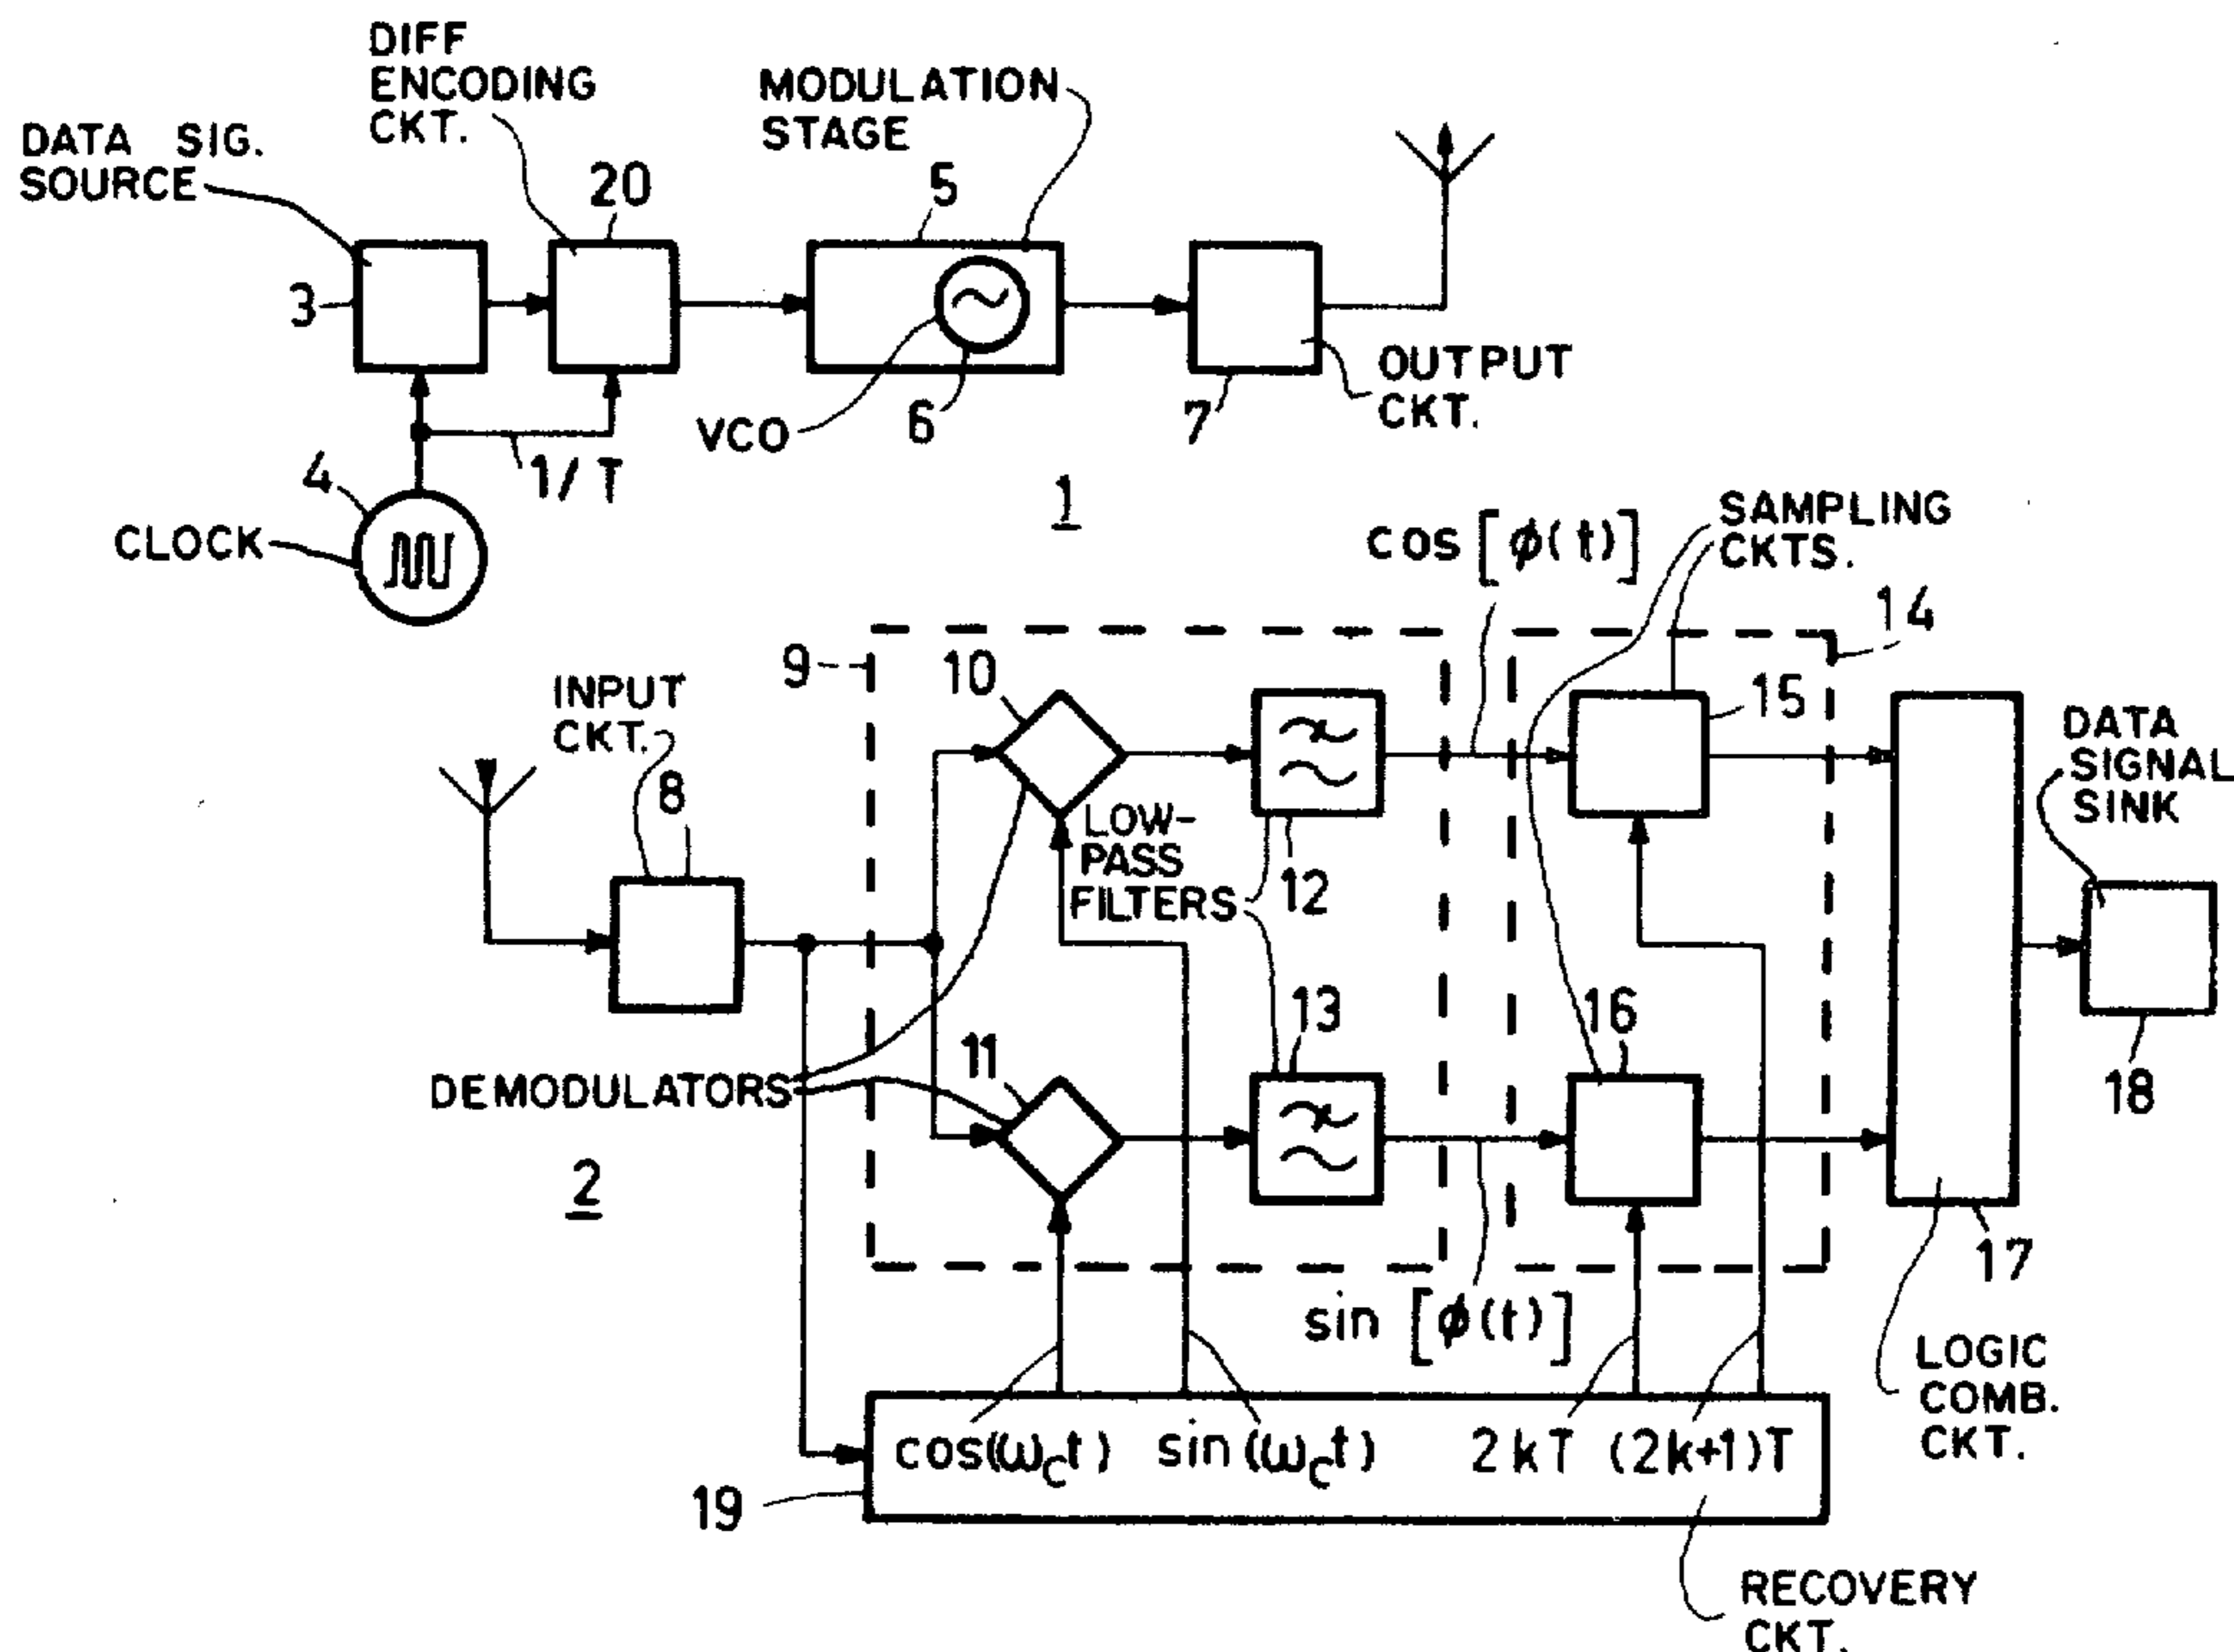 DIFF
ENCODING
CKT.
MODULATION
STAGE
DATA SIG.
SOURCE
20
5
3
OUTPUT
CKT.
VCO
6
7
1/T
4
CLOCK
1
SAMPLING
CKTS.
cos [ϕ(t)]
14
9
10
INPUT
CKT.
15
DATA
SIGNAL
SINK
8
LOW-
PASS
FILTERS
12
13
16
11
DEMODULATORS
18
2
17
sin [ϕ(t)]
LOGIC
COMB.
CKT.
cos(ωct) sin(ωct) 2kT (2k+1)T
19
RECOVERY
CKT.